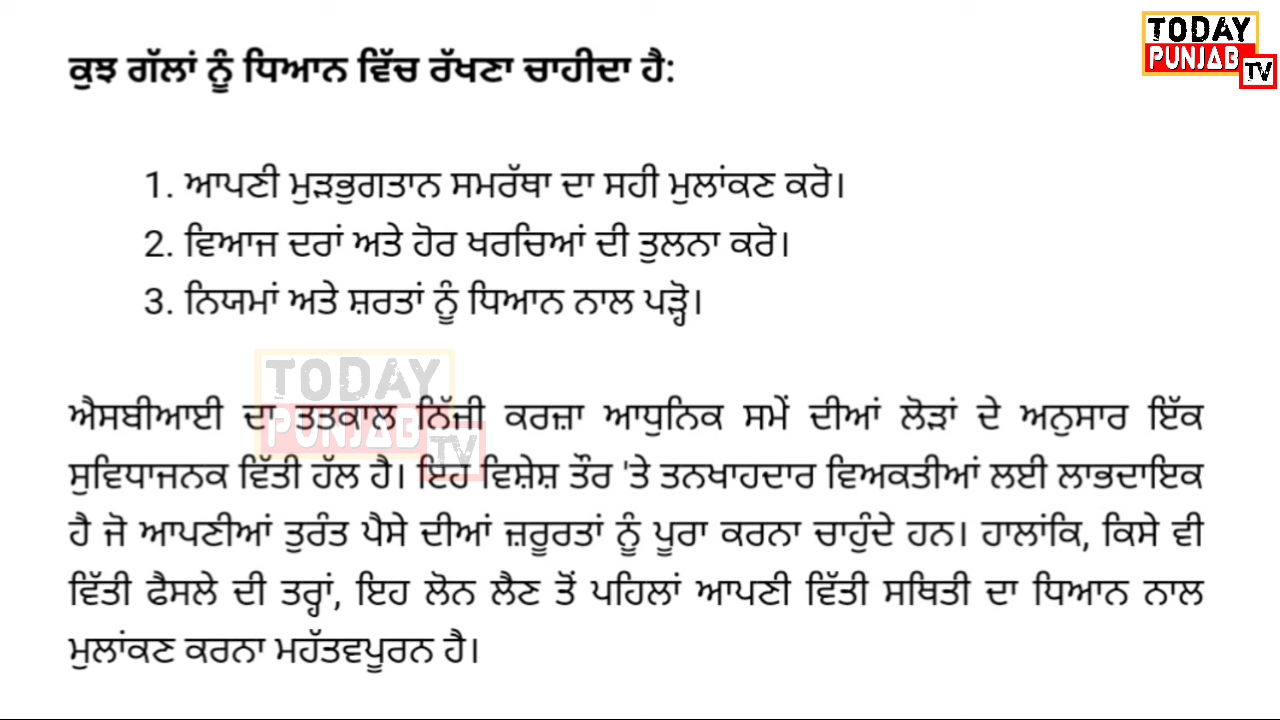 TODAY
PUNJAB
TV
ਕੁਝ ਗੱਲਾਂ ਨੂੰ ਧਿਆਨ ਵਿੱਚ ਰੱਖਣਾ ਚਾਹੀਦਾ ਹੈ:
1. ਆਪਣੀ ਮੁੜਭੁਗਤਾਨ ਸਮਰੱਥਾ ਦਾ ਸਹੀ ਮੁਲਾਂਕਣ ਕਰੋ।
2. ਵਿਆਜ ਦਰਾਂ ਅਤੇ ਹੋਰ ਖਰਚਿਆਂ ਦੀ ਤੁਲਨਾ ਕਰੋ।
3. ਨਿਯਮਾਂ ਅਤੇ ਸ਼ਰਤਾਂ ਨੂੰ ਧਿਆਨ ਨਾਲ ਪੜ੍ਹੋ।
TODAY
PUNJAB
TV
ਐਸਬੀਆਈ ਦਾ ਤਤਕਾਲ ਨਿੱਜੀ ਕਰਜ਼ਾ ਆਧੁਨਿਕ ਸਮੇਂ ਦੀਆਂ ਲੋੜਾਂ ਦੇ ਅਨੁਸਾਰ ਇੱਕ
ਸੁਵਿਧਾਜਨਕ ਵਿੱਤੀ ਹੱਲ ਹੈ। ਇਹ ਵਿਸ਼ੇਸ਼ ਤੌਰ 'ਤੇ ਤਨਖਾਹਦਾਰ ਵਿਅਕਤੀਆਂ ਲਈ ਲਾਭਦਾਇਕ
ਹੈ ਜੋ ਆਪਣੀਆਂ ਤੁਰੰਤ ਪੈਸੇ ਦੀਆਂ ਜ਼ਰੂਰਤਾਂ ਨੂੰ ਪੂਰਾ ਕਰਨਾ ਚਾਹੁੰਦੇ ਹਨ। ਹਾਲਾਂਕਿ, ਕਿਸੇ ਵੀ
ਵਿੱਤੀ ਫੈਸਲੇ ਦੀ ਤਰ੍ਹਾਂ, ਇਹ ਲੋਨ ਲੈਣ ਤੋਂ ਪਹਿਲਾਂ ਆਪਣੀ ਵਿੱਤੀ ਸਥਿਤੀ ਦਾ ਧਿਆਨ ਨਾਲ
ਮੁਲਾਂਕਣ ਕਰਨਾ ਮਹੱਤਵਪੂਰਨ ਹੈ।